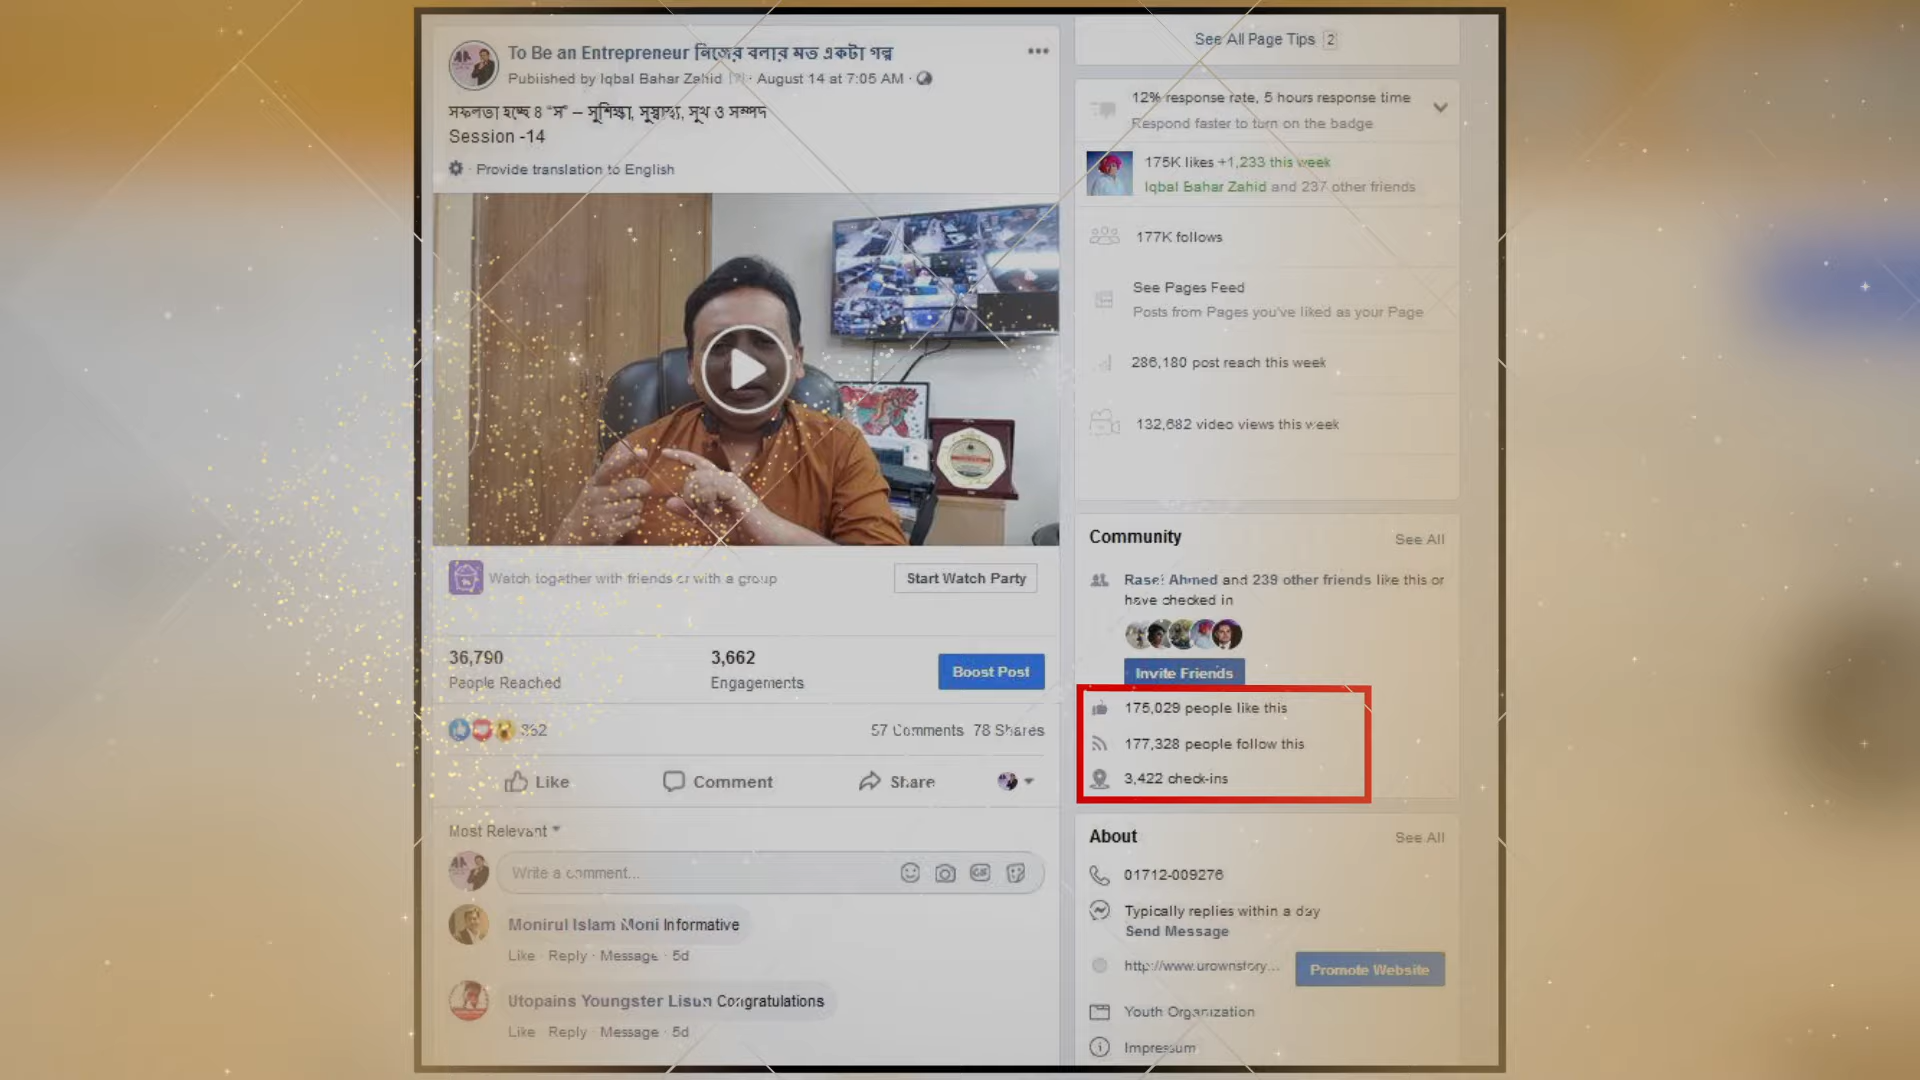 To Be an Entrepreneur নিজের বলার মত একটা গল্প
Published by Iqbal Bahar Zahid [?] · August 14 at 7:05 AM ·
সফলতা হচ্ছে ৪ "স" – সুশিক্ষা, সুস্বাস্থ্য, সুখ ও সম্পদ
Session -14
· Provide translation to English
Watch together with friends or with a group
Start Watch Party
36,790
People Reached
3,662
Engagements
Boost Post
362
57 Comments 78 Shares
Like
Comment
Share
Most Relevant
Write a comment...
GIF
Monirul Islam Moni Informative
Like · Reply · Message · 5d
Utopains Youngster Lisun Congratulations
Like · Reply · Message · 5d
See All Page Tips 2
12% response rate, 5 hours response time
Respond faster to turn on the badge
175K likes +1,233 this week
Iqbal Bahar Zahid and 237 other friends
177K follows
See Pages Feed
Posts from Pages you've liked as your Page
286,180 post reach this week
132,682 video views this week
Community
See All
Rasel Ahmed and 239 other friends like this or
have checked in
Invite Friends
175,029 people like this
177,328 people follow this
3,422 check-ins
About
See All
01712-009276
Typically replies within a day
Send Message
http://www.urownstory...
Promote Website
Youth Organization
Impressum